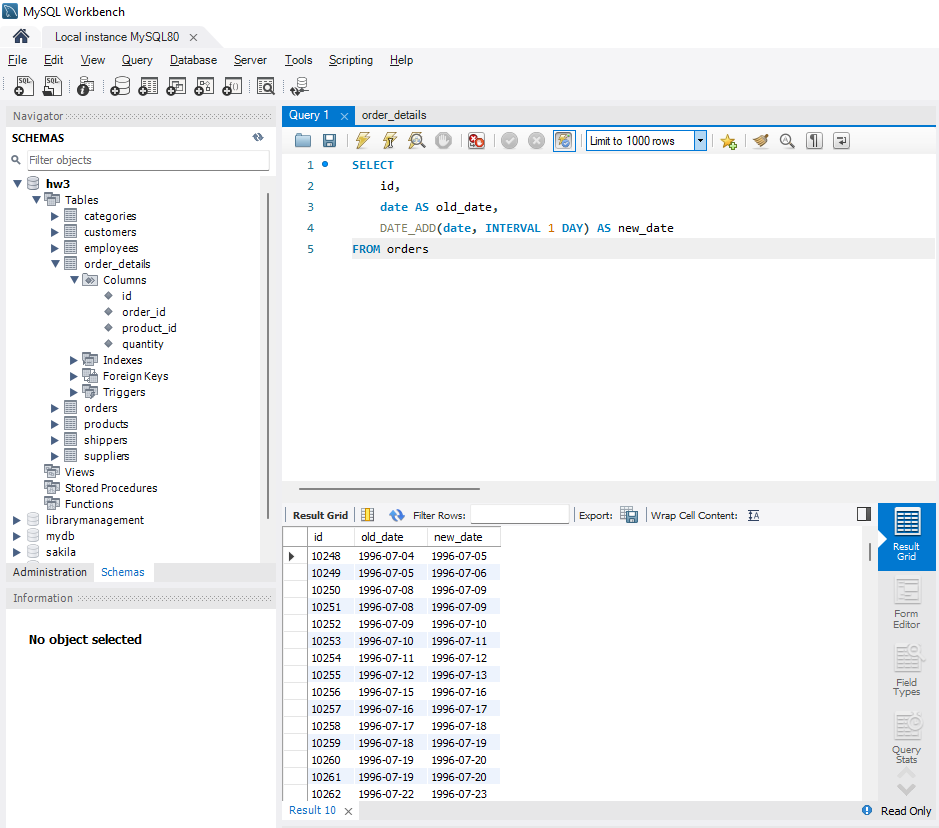 MySQL Workbench
Local instance MySQL80
File Edit View Query Database Server Tools Scripting Help
Navigator
SCHEMAS
Filter objects
hw3
Tables
categories
customers
employees
order_details
Columns
id
order_id
product_id
quantity
Indexes
Foreign Keys
Triggers
orders
products
shippers
suppliers
Views
Stored Procedures
Functions
librarymanagement
mydb
sakila
Administration Schemas
Information
No object selected
Query 1 order_details
Limit to 1000 rows
1 SELECT
2 id,
3 date AS old_date,
4 DATE_ADD(date, INTERVAL 1 DAY) AS new_date
5 FROM orders
Result Grid Filter Rows: Export: Wrap Cell Content: IA
id old_date new_date
10248 1996-07-04 1996-07-05
10249 1996-07-05 1996-07-06
10250 1996-07-08 1996-07-09
10251 1996-07-08 1996-07-09
10252 1996-07-09 1996-07-10
10253 1996-07-10 1996-07-11
10254 1996-07-11 1996-07-12
10255 1996-07-12 1996-07-13
10256 1996-07-15 1996-07-16
10257 1996-07-16 1996-07-17
10258 1996-07-17 1996-07-18
10259 1996-07-18 1996-07-19
10260 1996-07-19 1996-07-20
10261 1996-07-19 1996-07-20
10262 1996-07-22 1996-07-23
Result
Grid
Form
Editor
Field
Types
Query
Stats
Result 10
Read Only